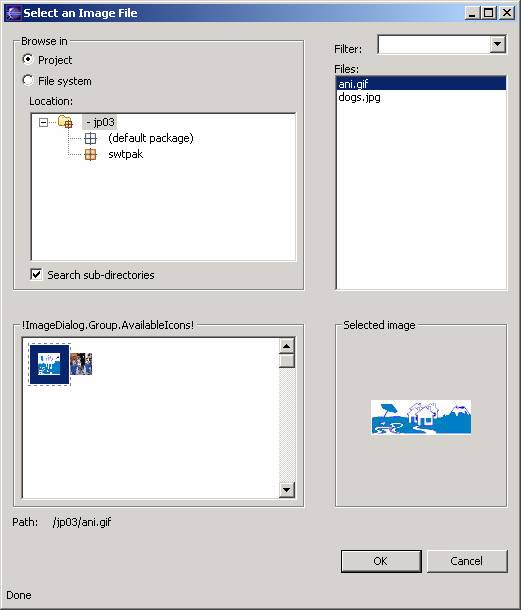 Select an Image File
Browse in
Project
File system
Location:
- jp03
(default package)
swtpak
Search sub-directories
Filter:
Files:
ani.gif
dogs.jpg
!ImageDialog.Group.AvailableIcons!
Selected image
Path: /jp03/ani.gif
OK
Cancel
Done